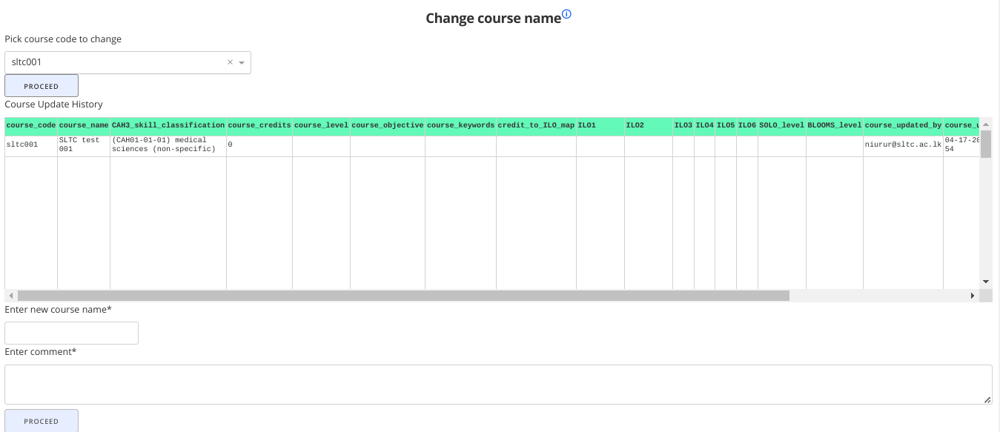 Change course name
Pick course code to change
sltc001
PROCEED
Course Update History
course_code course_name CAH3_skill_classification course_credits course_level course_objective course_keywords credit_to_ILO_map ILO1 ILO2 ILO3 ILO4 ILO5 ILO6 SOLO_level BLOOMS_level course_updated_by
sltc001 SLTC test 001 (CAH01-01-01) medical sciences (non-specific) 0 niurur@sltc.ac.lk 04-17-20 54
Enter new course name*
Enter comment*
PROCEED